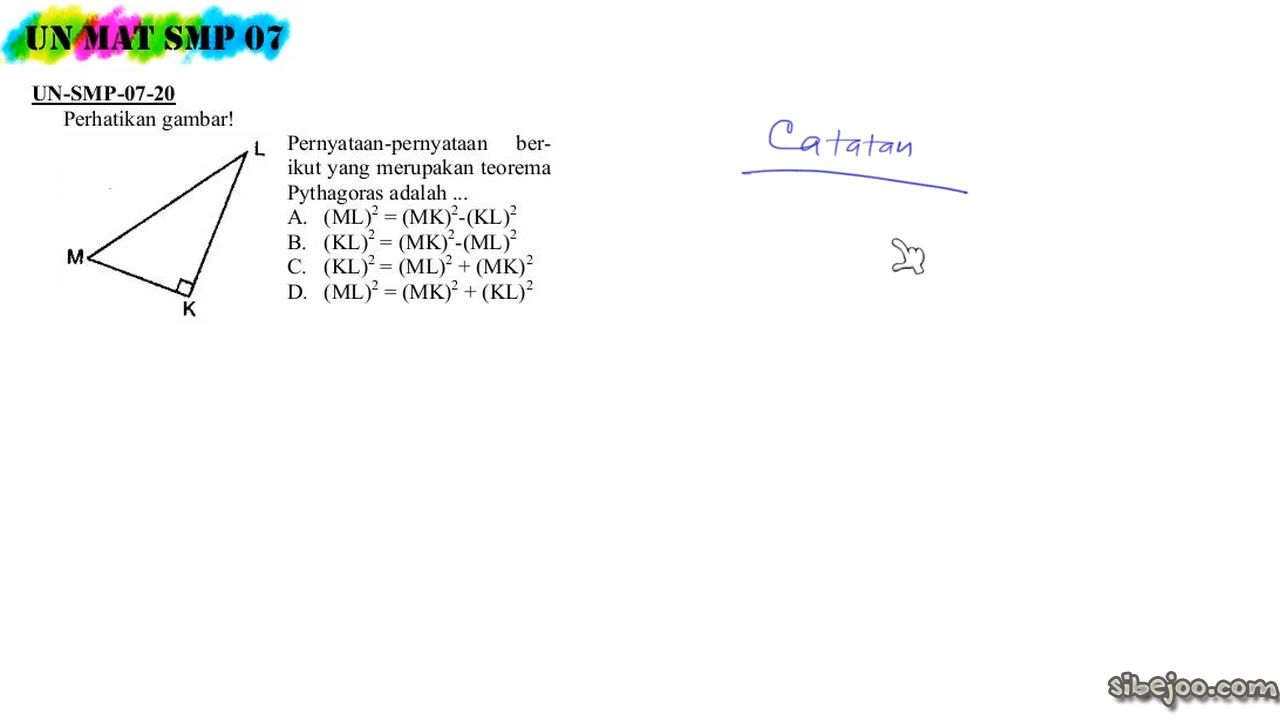 UN MAT SMP 07
UN-SMP-07-20
Perhatikan gambar!
L
M
K
Pernyataan-pernyataan ber-
ikut yang merupakan teorema
Pythagoras adalah ...
A. (ML)² = (MK)²-(KL)²
B. (KL)² = (MK)²-(ML)²
C. (KL)² = (ML)² + (MK)²
D. (ML)² = (MK)² + (KL)²
Catatan
sibejoo.com